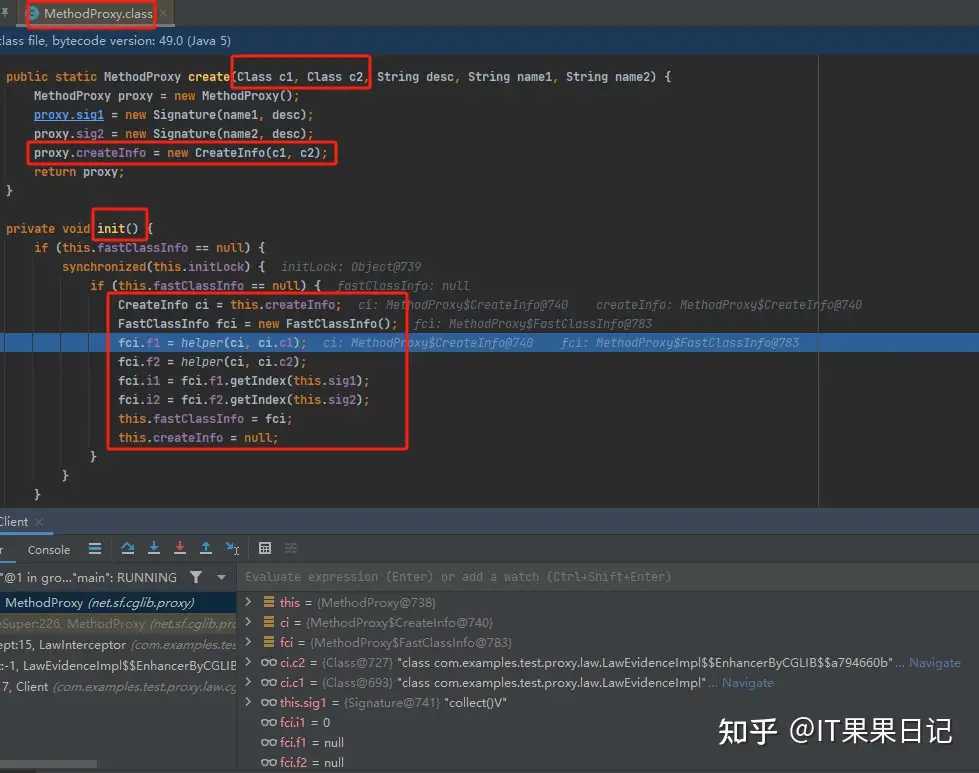 MethodProxy.class
class file, bytecode version: 49.0 (Java 5)
public static MethodProxy create(Class c1, Class c2, String desc, String name1, String name2) {
MethodProxy proxy = new MethodProxy();
proxy.sig1 = new Signature(name1, desc);
proxy.sig2 = new Signature(name2, desc);
proxy.createInfo = new CreateInfo(c1, c2);
return proxy;
}
private void init() {
if (this.fastClassInfo == null) {
synchronized(this.initLock) { initLock: Object@739
if (this.fastClassInfo == null) { fastClassInfo: null
CreateInfo ci = this.createInfo; ci: MethodProxy$CreateInfo@740 createInfo: MethodProxy$CreateInfo@740
FastClassInfo fci = new FastClassInfo(); fci: MethodProxy$FastClassInfo@783
fci.f1 = helper(ci, ci.c1); ci: MethodProxy$CreateInfo@740 fci: MethodProxy$FastClassInfo@783
fci.f2 = helper(ci, ci.c2);
fci.i1 = fci.f1.getIndex(this.sig1);
fci.i2 = fci.f2.getIndex(this.sig2);
this.fastClassInfo = fci;
this.createInfo = null;
}
}
}
Client
r Console
"@1 in gro..."main": RUNNING
MethodProxy (net.sf.cglib.proxy)
eSuper:226, MethodProxy (net.sf.cglib.pro
ept:15, LawInterceptor (com.examples.tes
t:-1, LawEvidenceImpl$$EnhancerByCGLIB
7, Client (com.examples.test.proxy.law.cg
Evaluate expression (Enter) or add a watch (Ctrl+Shift+Enter)
this = {MethodProxy@738}
ci = {MethodProxy$CreateInfo@740}
fci = {MethodProxy$FastClassInfo@783}
ci.c2 = {Class@727} "class com.examples.test.proxy.law.LawEvidenceImpl$$EnhancerByCGLIB$$a794660b" ... Navigate
ci.c1 = {Class@693} "class com.examples.test.proxy.law.LawEvidenceImpl" ... Navigate
this.sig1 = {Signature@741} "collect()V"
fci.i1 = 0
fci.f1 = null
fci.f2 = null
知乎 @IT果果日记